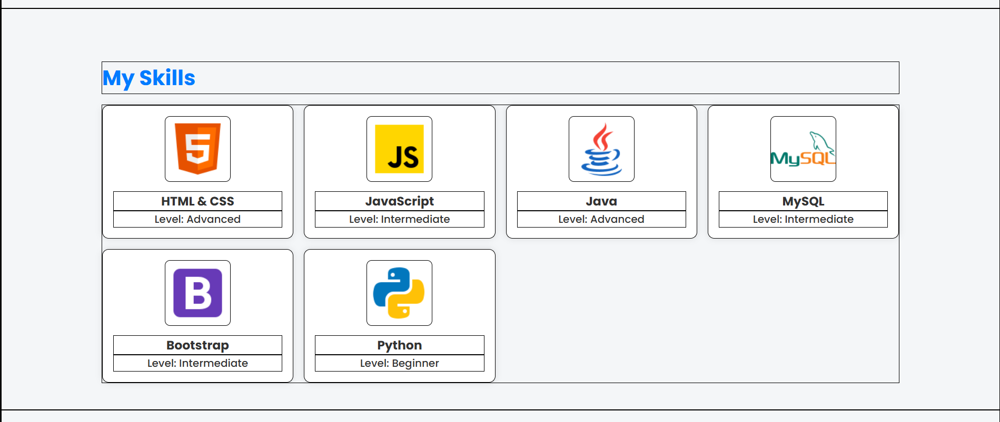 My Skills
5
JS
MySQL
HTML & CSS
JavaScript
Java
MySQL
Level: Advanced
Level: Intermediate
Level: Advanced
Level: Intermediate
B
Bootstrap
Python
Level: Intermediate
Level: Beginner